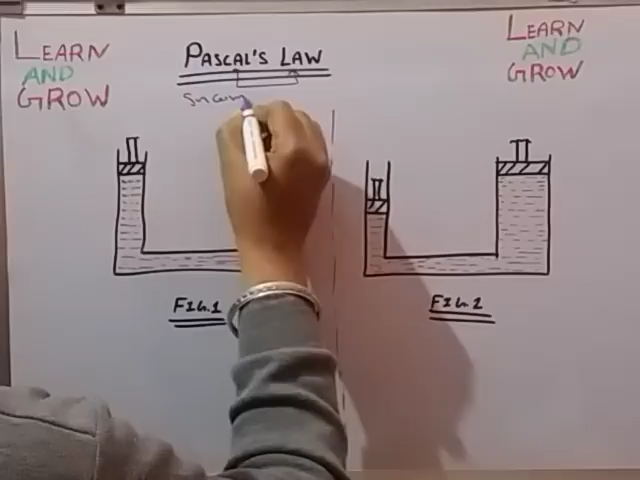 LEARN
AND
GROW
PASCAL'S LAW
LEARN
AND
GROW
FIG.1
FIG.2